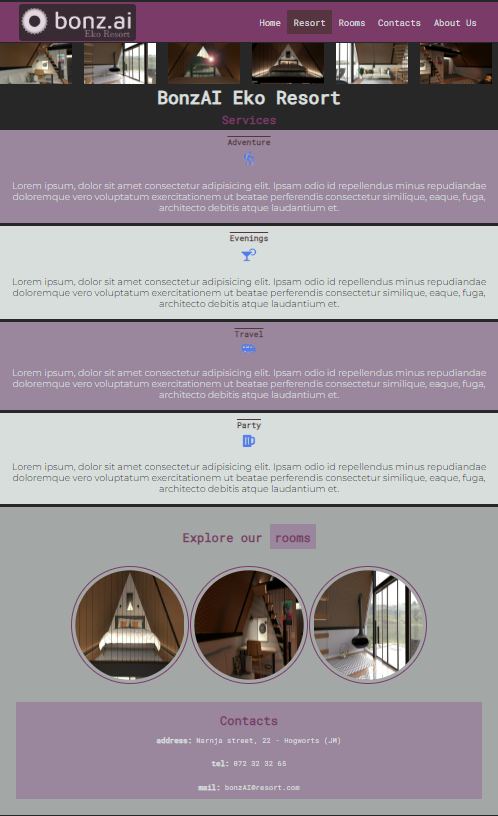 bonz.ai
Eko Resort
Home Resort Rooms Contacts About Us
BonzAI Eko Resort
Services
Adventure
Lorem ipsum, dolor sit amet consectetur adipisicing elit. Ipsam odio id repellendus minus repudiandae
doloremque vero voluptatum exercitationem ut beatae perferendis consectetur similique, eaque, fuga,
architecto debitis atque laudantium et.
Evenings
Lorem ipsum, dolor sit amet consectetur adipisicing elit. Ipsam odio id repellendus minus repudiandae
doloremque vero voluptatum exercitationem ut beatae perferendis consectetur similique, eaque, fuga,
architecto debitis atque laudantium et.
Travel
Lorem ipsum, dolor sit amet consectetur adipisicing elit. Ipsam odio id repellendus minus repudiandae
doloremque vero voluptatum exercitationem ut beatae perferendis consectetur similique, eaque, fuga,
architecto debitis atque laudantium et.
Party
Lorem ipsum, dolor sit amet consectetur adipisicing elit. Ipsam odio id repellendus minus repudiandae
doloremque vero voluptatum exercitationem ut beatae perferendis consectetur similique, eaque, fuga,
architecto debitis atque laudantium et.
Explore our rooms
Contacts
address: Narnja street, 22 - Hogworts (JM)
tel: 072 32 32 65
mail: bonzAI@resort.com